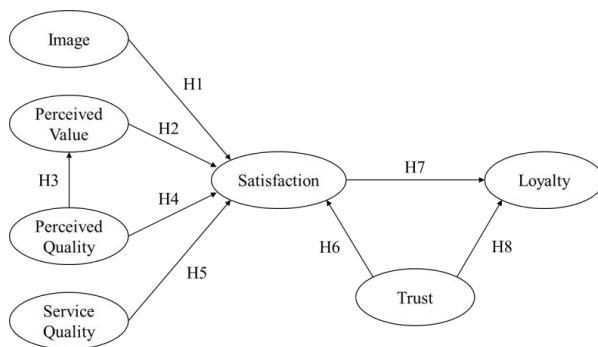 Image
H1
Perceived
Value
H2
H3
H4
Satisfaction
H7
Loyalty
Perceived
Quality
H5
H6
H8
Service
Quality
Trust